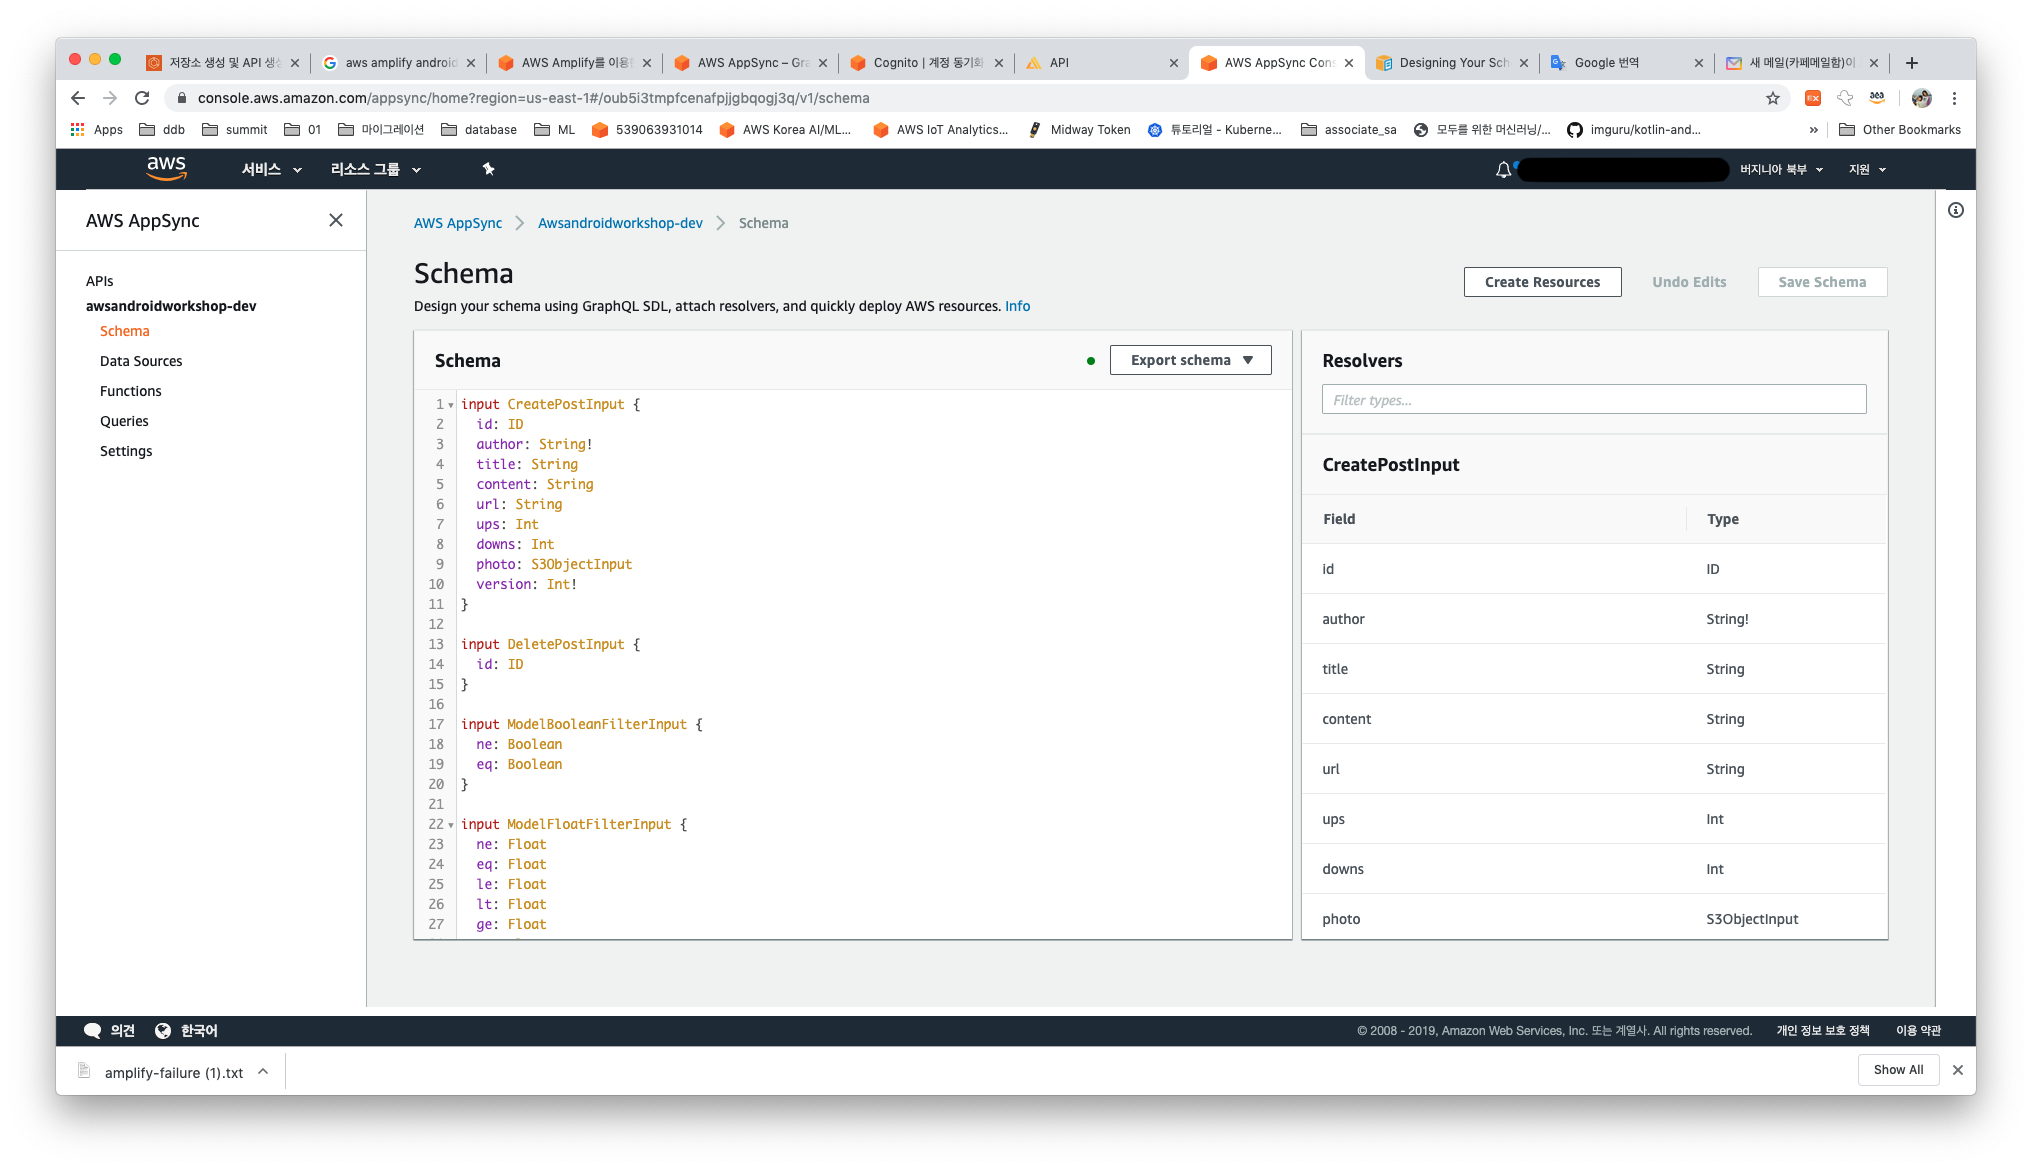 저장소 생성 및 API 생성
aws amplify android
AWS Amplify를 이용한
AWS AppSync – Gra
Cognito | 계정 동기화
API
AWS AppSync Cons
Designing Your Sch
Google 번역
새 메일(카페메일함)이
console.aws.amazon.com/appsync/home?region=us-east-1#/oub5i3tmpfcenafpjjgbqogj3q/v1/schema
Apps
ddb
summit
01
마이그레이션
database
ML
539063931014
AWS Korea AI/ML...
AWS IoT Analytics...
Midway Token
튜토리얼 - Kuberne...
associate_sa
모두를 위한 머신러닝/...
imguru/kotlin-and...
»
Other Bookmarks
aws
서비스
리소스 그룹
버지니아 북부
지원
AWS AppSync
APIs
awsandroidworkshop-dev
Schema
Data Sources
Functions
Queries
Settings
AWS AppSync > Awsandroidworkshop-dev > Schema
Schema
Design your schema using GraphQL SDL, attach resolvers, and quickly deploy AWS resources. Info
Create Resources
Undo Edits
Save Schema
Schema
Export schema
1 input CreatePostInput {
2 id: ID
3 author: String!
4 title: String
5 content: String
6 url: String
7 ups: Int
8 downs: Int
9 photo: S3ObjectInput
10 version: Int!
11 }
12
13 input DeletePostInput {
14 id: ID
15 }
16
17 input ModelBooleanFilterInput {
18 ne: Boolean
19 eq: Boolean
20 }
21
22 input ModelFloatFilterInput {
23 ne: Float
24 eq: Float
25 le: Float
26 lt: Float
27 ge: Float
Resolvers
Filter types...
CreatePostInput
Field Type
id ID
author String!
title String
content String
url String
ups Int
downs Int
photo S3ObjectInput
의견
한국어
© 2008 - 2019, Amazon Web Services, Inc. 또는 계열사. All rights reserved.
개인 정보 보호 정책
이용 약관
amplify-failure (1).txt
Show All